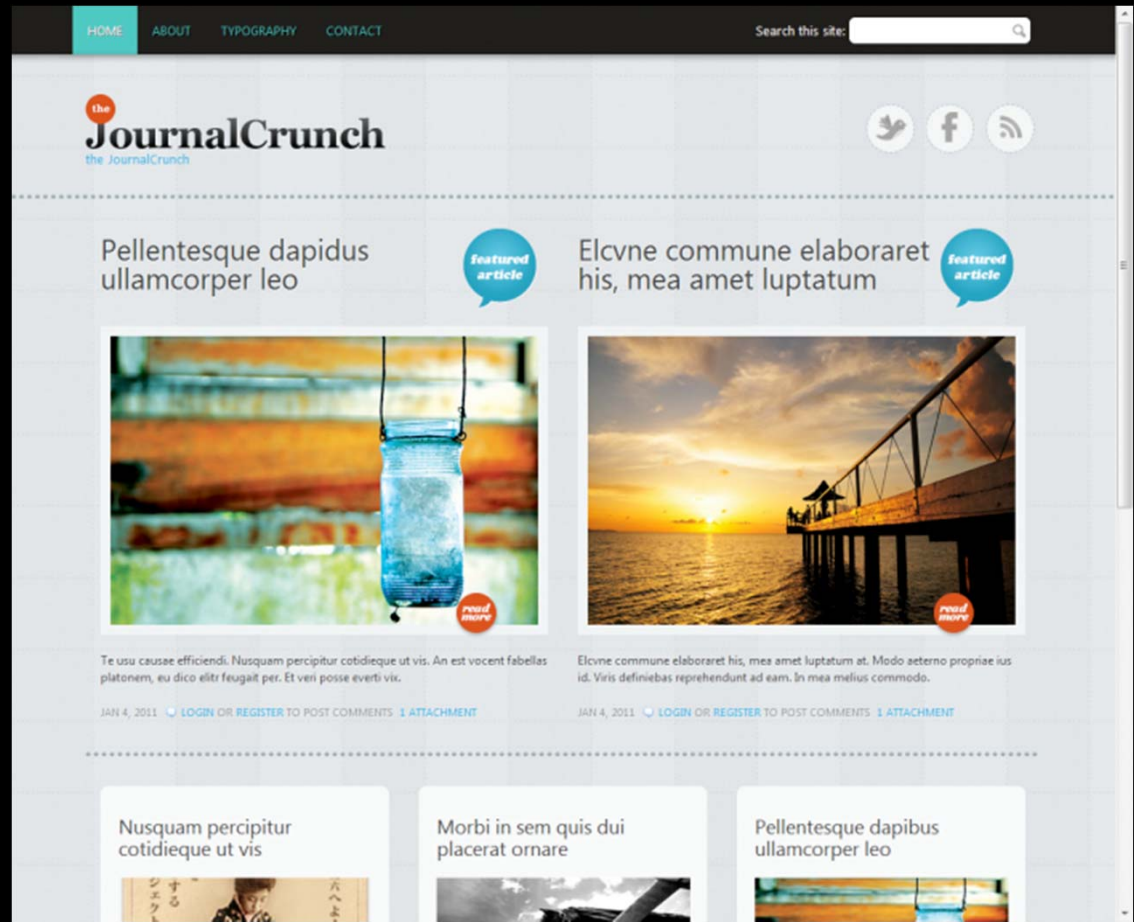 HOME ABOUT TYPOGRAPHY CONTACT Search this site:
the
JournalCrunch
the JournalCrunch
Pellentesque dapidus
ullamcorper leo
featured
article
Elcvne commune elaboraret
his, mea amet luptatum
featured
article
read
more
read
more
Te usu causae efficiendi. Nusquam percipitur cotidieque ut vis. An est vocent fabellas
platonem, eu dico elitr feugait per. Et veri posse everti vix.
JAN 4, 2011 LOGIN OR REGISTER TO POST COMMENTS 1 ATTACHMENT
Elcvne commune elaboraret his, mea amet luptatum at. Modo aeterno propriae ius
id. Viris definiebas reprehendunt ad eam. In mea melius commodo.
JAN 4, 2011 LOGIN OR REGISTER TO POST COMMENTS 1 ATTACHMENT
Nusquam percipitur
cotidieque ut vis
Morbi in sem quis dui
placerat ornare
Pellentesque dapibus
ullamcorper leo